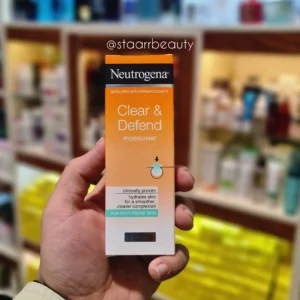 @staarrbeauty
Neutrogena®
Clear &
Defend
moisturiser
clinically proven
hydrates skin
for a smoother,
clearer complexion